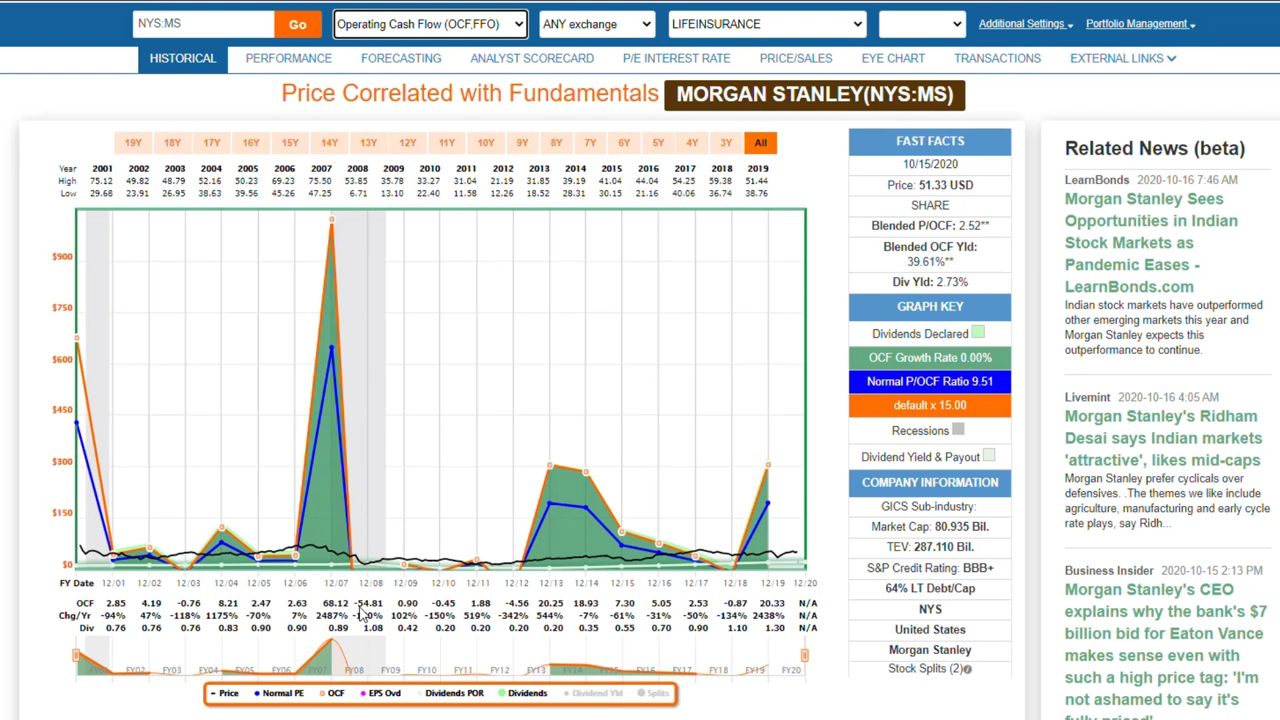 NYS:MS Go Operating Cash Flow (OCF,FFO) ANY exchange LIFEINSURANCE Additional Settings Portfolio Management
HISTORICAL PERFORMANCE FORECASTING ANALYST SCORECARD P/E INTEREST RATE PRICE/SALES EYE CHART TRANSACTIONS EXTERNAL LINKS
Price Correlated with Fundamentals MORGAN STANLEY(NYS:MS)
19Y 18Y 17Y 16Y 15Y 14Y 13Y 12Y 11Y 10Y 9Y 8Y 7Y 6Y 5Y 4Y 3Y All
Year 2001 2002 2003 2004 2005 2006 2007 2008 2009 2010 2011 2012 2013 2014 2015 2016 2017 2018 2019
High 75.12 49.82 48.79 52.16 50.23 69.23 75.50 53.85 35.78 33.27 31.04 21.19 31.85 39.19 41.04 44.04 54.25 59.38 51.44
Low 29.68 23.91 26.95 38.63 39.56 45.26 47.25 6.71 13.10 22.40 11.58 12.26 18.52 28.31 30.15 21.16 40.06 36.74 38.76
$900
$750
$600
$450
$300
$150
$0
FY Date 12/01 12/02 12/03 12/04 12/05 12/06 12/07 12/08 12/09 12/10 12/11 12/12 12/13 12/14 12/15 12/16 12/17 12/18 12/19 12/20
OCF 2.85 4.19 -0.76 8.21 2.47 2.63 68.12 -54.81 0.90 -0.45 1.88 -4.56 20.25 18.93 7.30 5.05 2.53 -0.87 20.33 N/A
Chg/Yr -94% 47% -118% 1175% -70% 7% 2487% 102% -150% 519% -342% 544% -7% -61% -31% -50% -134% 2438% N/A
Div 0.76 0.76 0.76 0.83 0.90 0.90 0.89 1.08 0.42 0.20 0.20 0.20 0.20 0.35 0.55 0.70 0.90 1.10 1.30 N/A
FY02 FY03 FY04 FY05 FY06 FY07 FY08 FY09 FY10 FY11 FY12 FY13 FY14 FY15 FY16 FY17 FY18 FY19 FY20
Price Normal PE OCF EPS Ovd Dividends POR Dividends Dividend Yld Splits
FAST FACTS
10/15/2020
Price: 51.33 USD
SHARE
Blended P/OCF: 2.52**
Blended OCF Yld:
39.61%**
Div Yld: 2.73%
GRAPH KEY
Dividends Declared
OCF Growth Rate 0.00%
Normal P/OCF Ratio 9.51
default x 15.00
Recessions
Dividend Yield & Payout
COMPANY INFORMATION
GICS Sub-industry:
Market Cap: 80.935 Bil.
TEV: 287.110 Bil.
S&P Credit Rating: BBB+
64% LT Debt/Cap
NYS
United States
Morgan Stanley
Stock Splits (2)
Related News (beta)
LearnBonds 2020-10-16 7:46 AM
Morgan Stanley Sees
Opportunities in Indian
Stock Markets as
Pandemic Eases -
LearnBonds.com
Indian stock markets have outperformed
other emerging markets this year and
Morgan Stanley expects this
outperformance to continue.
Livemint 2020-10-16 4:05 AM
Morgan Stanley's Ridham
Desai says Indian markets
'attractive', likes mid-caps
Morgan Stanley prefer cyclicals over
defensives. .The themes we like include
agriculture, manufacturing and early cycle
rate plays, say Ridh...
Business Insider 2020-10-15 2:13 PM
Morgan Stanley's CEO
explains why the bank's $7
billion bid for Eaton Vance
makes sense even with
such a high price tag: 'I'm
not ashamed to say it's
fully priced'